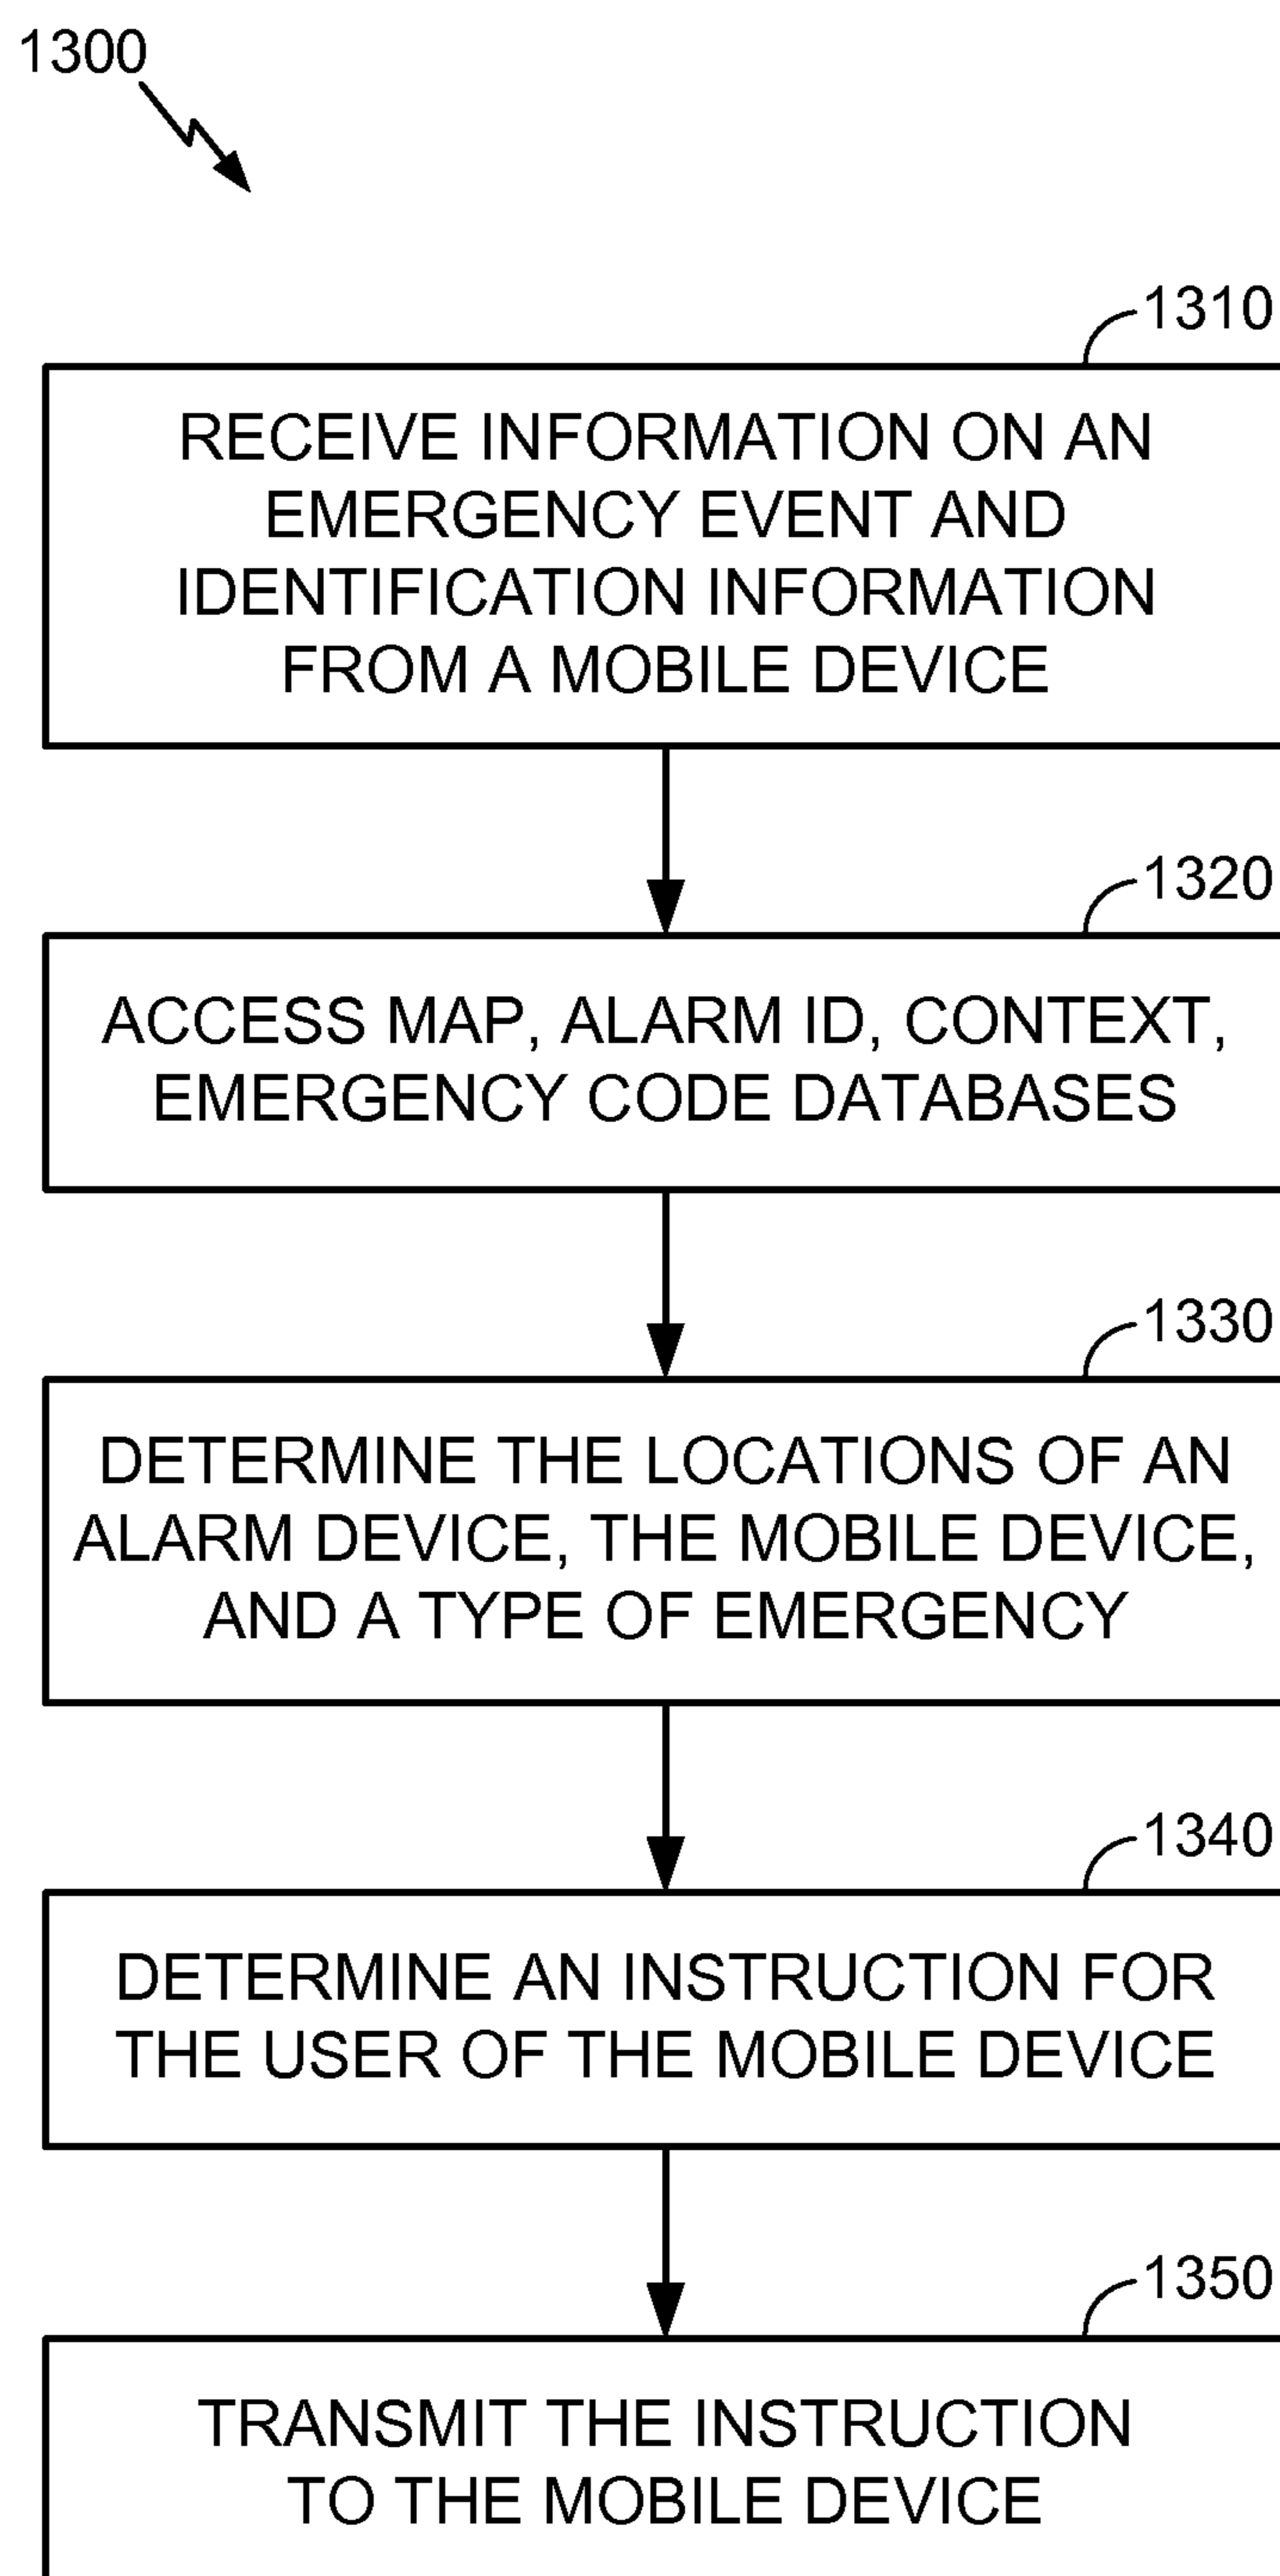 1300
1310
RECEIVE INFORMATION ON AN
EMERGENCY EVENT AND
IDENTIFICATION INFORMATION
FROM A MOBILE DEVICE
1320
ACCESS MAP, ALARM ID, CONTEXT,
EMERGENCY CODE DATABASES
1330
DETERMINE THE LOCATIONS OF AN
ALARM DEVICE, THE MOBILE DEVICE,
AND A TYPE OF EMERGENCY
1340
DETERMINE AN INSTRUCTION FOR
THE USER OF THE MOBILE DEVICE
1350
TRANSMIT THE INSTRUCTION
TO THE MOBILE DEVICE